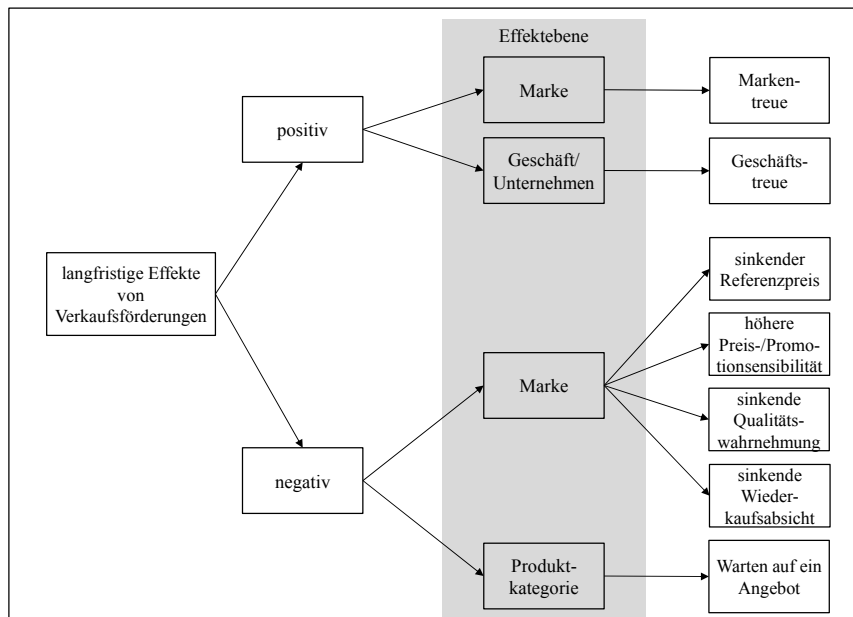 Effektebene
Marke
Marken-
treue
positiv
Geschäft/
Unternehmen
Geschäfts-
treue
langfristige Effekte
von
Verkaufsförderungen
sinkender
Referenzpreis
höhere
Preis-/Promo-
tionsensibilität
Marke
sinkende
Qualitäts-
wahrnehmung
negativ
sinkende
Wieder-
kaufsabsicht
Produkt-
kategorie
Warten auf ein
Angebot